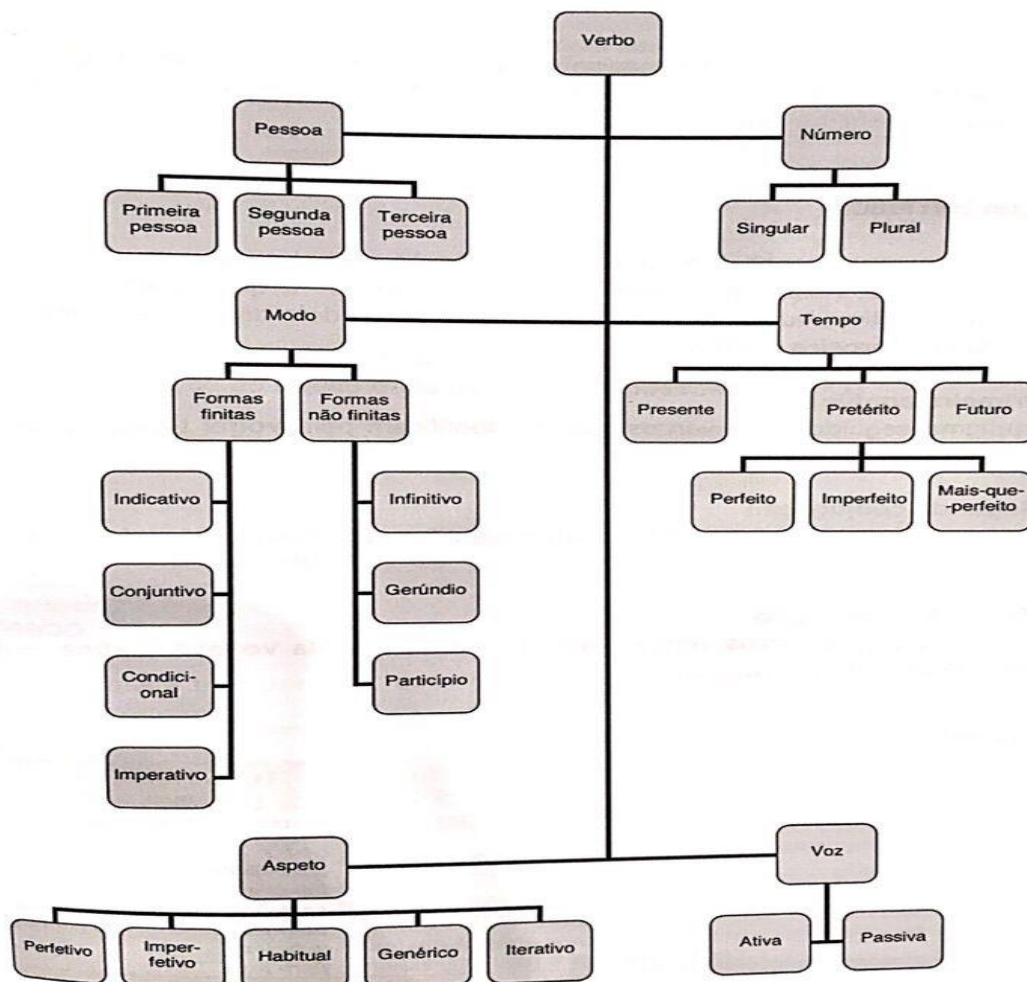 Verbo
Pessoa
Número
Primeira
pessoa
Segunda
pessoa
Terceira
pessoa
Singular
Plural
Modo
Tempo
Formas
finitas
Formas
não finitas
Presente
Pretérito
Futuro
Perfeito
Imperfeito
Mais-que-
-perfeito
Indicativo
Infinitivo
Conjuntivo
Gerúndio
Condici-
onal
Particípio
Imperativo
Aspeto
Voz
Perfetivo
Imper-
fetivo
Habitual
Genérico
Iterativo
Ativa
Passiva